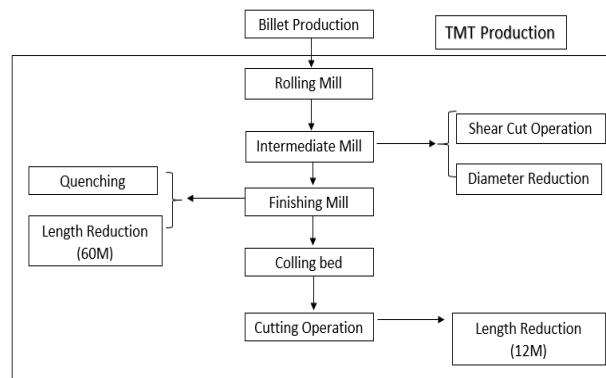 Billet Production
TMT Production
Rolling Mill
Shear Cut Operation
Intermediate Mill
Quenching
Diameter Reduction
Finishing Mill
Length Reduction
(60M)
Colling bed
Cutting Operation
Length Reduction
(12M)